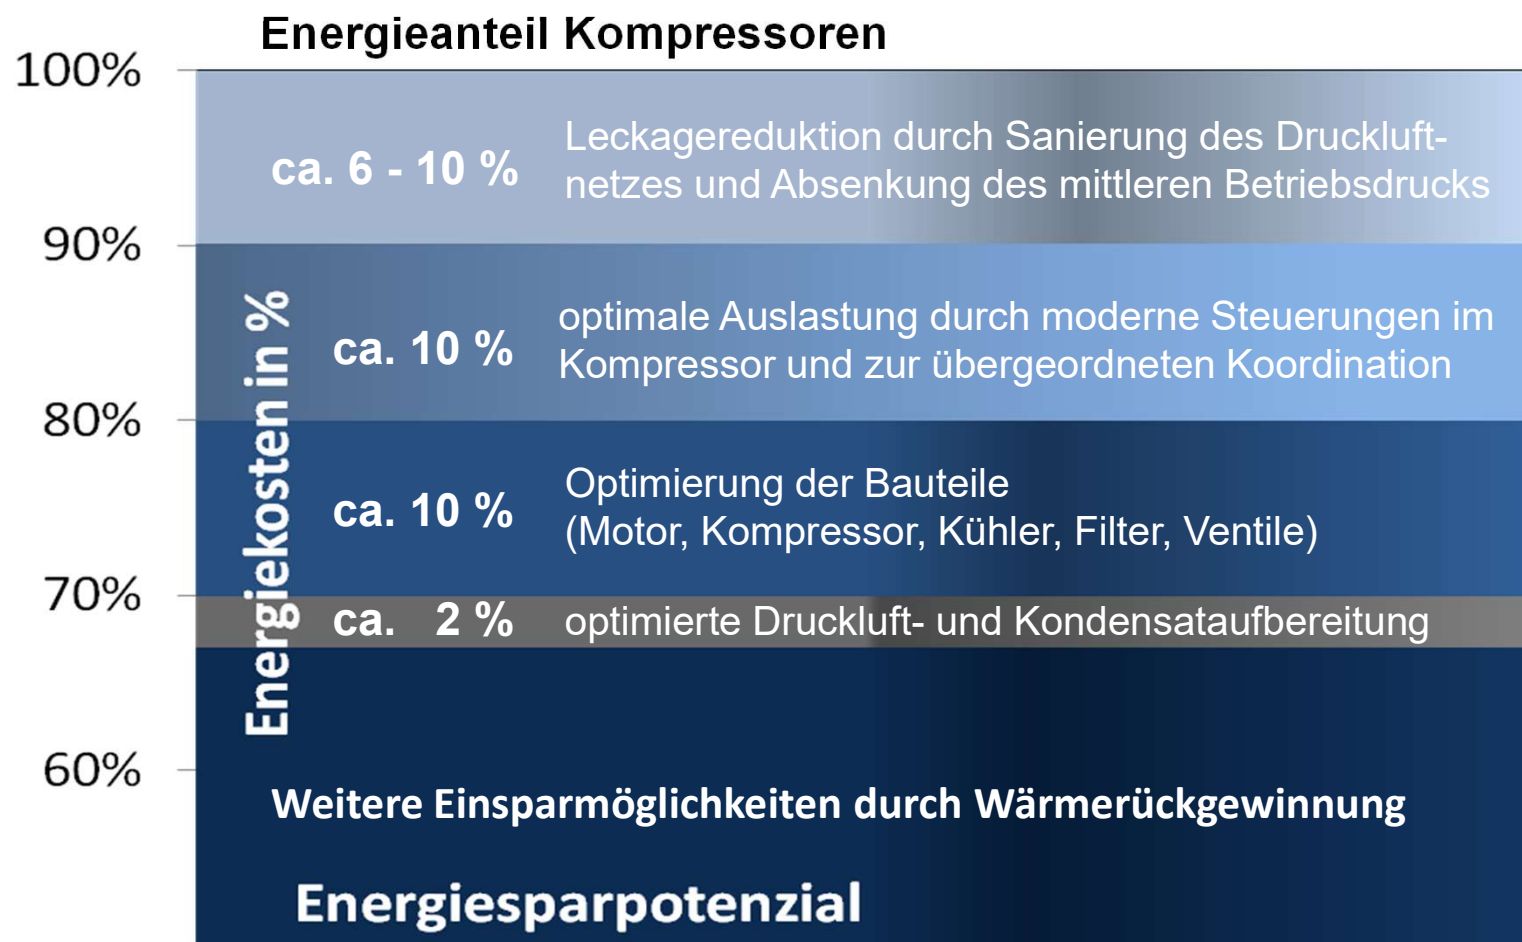 Energieanteil Kompressoren
100%
ca. 6 - 10 %
Leckagereduktion durch Sanierung des Druckluft-
netzes und Absenkung des mittleren Betriebsdrucks
90%
Energiekosten in %
ca. 10 %
optimale Auslastung durch moderne Steuerungen im
Kompressor und zur übergeordneten Koordination
80%
ca. 10 %
Optimierung der Bauteile
(Motor, Kompressor, Kühler, Filter, Ventile)
70%
ca. 2 %
optimierte Druckluft- und Kondensataufbereitung
60%
Weitere Einsparmöglichkeiten durch Wärmerückgewinnung
Energiesparpotenzial